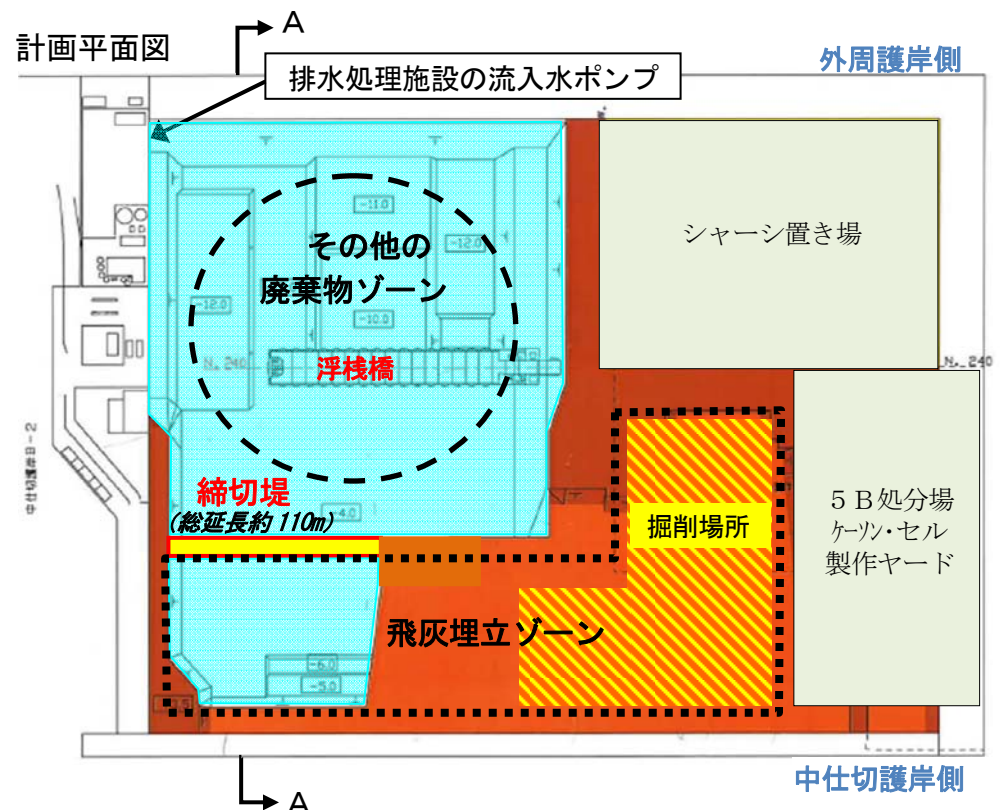 A
計画平面図
外周護岸側
排水処理施設の流入水ポンプ
-11.0
シャーシ置き場
その他の
-12.0
廃棄物ゾーン
-12.0
-10.0
No. 240
浮桟橋
No. 240
中仕切護岸B-2
締切堤
(総延長約110m)
-4.0
掘削場所
5B処分場
ケーソン・セル
製作ヤード
飛灰埋立ゾーン
-6.0
-5.0
中仕切護岸側
A